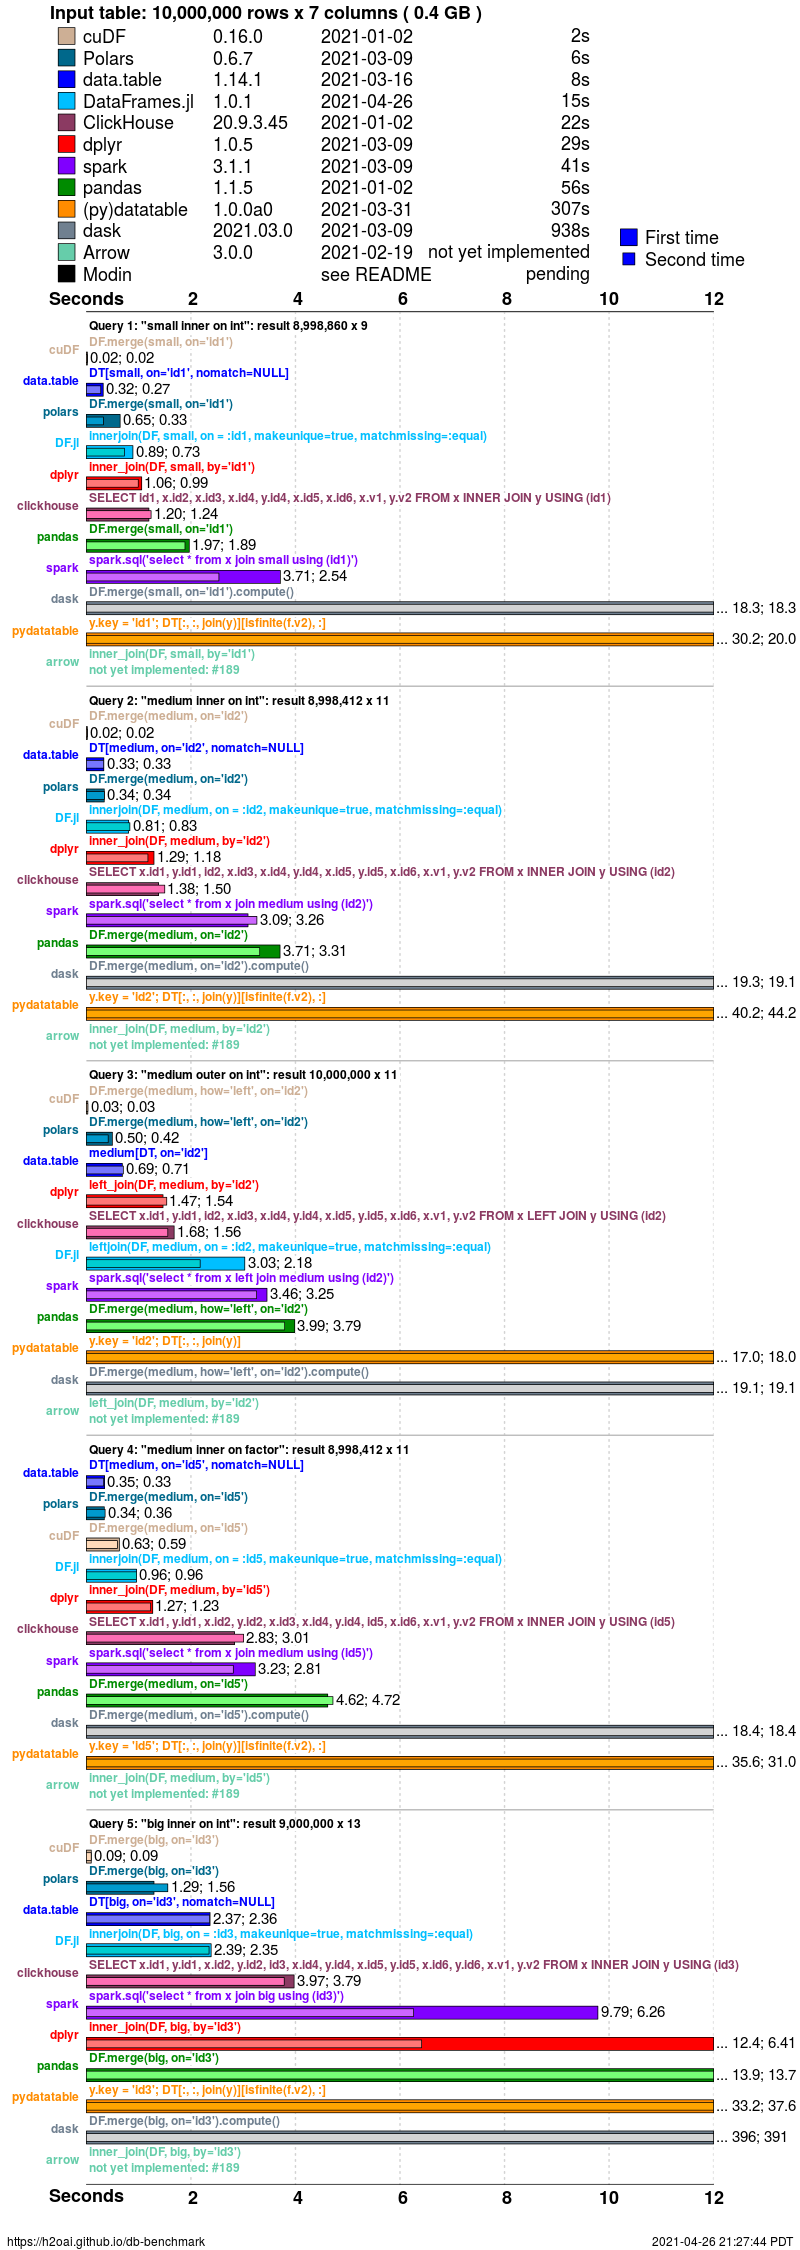 Input table: 10,000,000 rows x 7 columns ( 0.4 GB )
cuDF 0.16.0 2021-01-02 2s
Polars 0.6.7 2021-03-09 6s
data.table 1.14.1 2021-03-16 8s
DataFrames.jl 1.0.1 2021-04-26 15s
ClickHouse 20.9.3.45 2021-01-02 22s
dplyr 1.0.5 2021-03-09 29s
spark 3.1.1 2021-03-09 41s
pandas 1.1.5 2021-01-02 56s
(py)datatable 1.0.0a0 2021-03-31 307s
dask 2021.03.0 2021-03-09 938s
Arrow 3.0.0 2021-02-19 not yet implemented
Modin see README pending
First time
Second time
Seconds 2 4 6 8 10 12
Query 1: "small inner on int": result 8,998,860 x 9
cuDF DF.merge(small, on='id1')
0.02; 0.02
data.table DT[small, on='id1', nomatch=NULL]
0.32; 0.27
polars DF.merge(small, on='id1')
0.65; 0.33
DF.jl innerjoin(DF, small, on = :id1, makeunique=true, matchmissing=:equal)
0.89; 0.73
dplyr inner_join(DF, small, by='id1')
1.06; 0.99
clickhouse SELECT id1, x.id2, x.id3, x.id4, y.id4, x.id5, x.id6, x.v1, y.v2 FROM x INNER JOIN y USING (id1)
1.20; 1.24
pandas DF.merge(small, on='id1')
1.97; 1.89
spark spark.sql('select * from x join small using (id1)')
3.71; 2.54
dask DF.merge(small, on='id1').compute()
... 18.3; 18.3
pydatatable y.key = 'id1'; DT[:, :, join(y)][isfinite(f.v2), :]
... 30.2; 20.0
arrow inner_join(DF, small, by='id1')
not yet implemented: #189
Query 2: "medium inner on int": result 8,998,412 x 11
cuDF DF.merge(medium, on='id2')
0.02; 0.02
data.table DT[medium, on='id2', nomatch=NULL]
0.33; 0.33
polars DF.merge(medium, on='id2')
0.34; 0.34
DF.jl innerjoin(DF, medium, on = :id2, makeunique=true, matchmissing=:equal)
0.81; 0.83
dplyr inner_join(DF, medium, by='id2')
1.29; 1.18
clickhouse SELECT x.id1, y.id1, id2, x.id3, x.id4, y.id4, x.id5, y.id5, x.id6, x.v1, y.v2 FROM x INNER JOIN y USING (id2)
1.38; 1.50
spark spark.sql('select * from x join medium using (id2)')
3.09; 3.26
pandas DF.merge(medium, on='id2')
3.71; 3.31
dask DF.merge(medium, on='id2').compute()
... 19.3; 19.1
pydatatable y.key = 'id2'; DT[:, :, join(y)][isfinite(f.v2), :]
... 40.2; 44.2
arrow inner_join(DF, medium, by='id2')
not yet implemented: #189
Query 3: "medium outer on int": result 10,000,000 x 11
cuDF DF.merge(medium, how='left', on='id2')
0.03; 0.03
polars DF.merge(medium, how='left', on='id2')
0.50; 0.42
data.table medium[DT, on='id2']
0.69; 0.71
dplyr left_join(DF, medium, by='id2')
1.47; 1.54
clickhouse SELECT x.id1, y.id1, id2, x.id3, x.id4, y.id4, x.id5, y.id5, x.id6, x.v1, y.v2 FROM x LEFT JOIN y USING (id2)
1.68; 1.56
DF.jl leftjoin(DF, medium, on = :id2, makeunique=true, matchmissing=:equal)
3.03; 2.18
spark spark.sql('select * from x left join medium using (id2)')
3.46; 3.25
pandas DF.merge(medium, how='left', on='id2')
3.99; 3.79
pydatatable y.key = 'id2'; DT[:, :, join(y)]
... 17.0; 18.0
dask DF.merge(medium, how='left', on='id2').compute()
... 19.1; 19.1
arrow left_join(DF, medium, by='id2')
not yet implemented: #189
Query 4: "medium inner on factor": result 8,998,412 x 11
data.table DT[medium, on='id5', nomatch=NULL]
0.35; 0.33
polars DF.merge(medium, on='id5')
0.34; 0.36
cuDF DF.merge(medium, on='id5')
0.63; 0.59
DF.jl innerjoin(DF, medium, on = :id5, makeunique=true, matchmissing=:equal)
0.96; 0.96
dplyr inner_join(DF, medium, by='id5')
1.27; 1.23
clickhouse SELECT x.id1, y.id1, x.id2, y.id2, x.id3, x.id4, y.id4, id5, x.id6, x.v1, y.v2 FROM x INNER JOIN y USING (id5)
2.83; 3.01
spark spark.sql('select * from x join medium using (id5)')
3.23; 2.81
pandas DF.merge(medium, on='id5')
4.62; 4.72
dask DF.merge(medium, on='id5').compute()
... 18.4; 18.4
pydatatable y.key = 'id5'; DT[:, :, join(y)][isfinite(f.v2), :]
... 35.6; 31.0
arrow inner_join(DF, medium, by='id5')
not yet implemented: #189
Query 5: "big inner on int": result 9,000,000 x 13
cuDF DF.merge(big, on='id3')
0.09; 0.09
polars DF.merge(big, on='id3')
1.29; 1.56
data.table DT[big, on='id3', nomatch=NULL]
2.37; 2.36
DF.jl innerjoin(DF, big, on = :id3, makeunique=true, matchmissing=:equal)
2.39; 2.35
clickhouse SELECT x.id1, y.id1, x.id2, y.id2, id3, x.id4, y.id4, x.id5, y.id5, x.id6, y.id6, x.v1, y.v2 FROM x INNER JOIN y USING (id3)
3.97; 3.79
spark spark.sql('select * from x join big using (id3)')
9.79; 6.26
dplyr inner_join(DF, big, by='id3')
... 12.4; 6.41
pandas DF.merge(big, on='id3')
... 13.9; 13.7
pydatatable y.key = 'id3'; DT[:, :, join(y)][isfinite(f.v2), :]
... 33.2; 37.6
dask DF.merge(big, on='id3').compute()
... 396; 391
arrow inner_join(DF, big, by='id3')
not yet implemented: #189
Seconds 2 4 6 8 10 12
https://h2oai.github.io/db-benchmark 2021-04-26 21:27:44 PDT